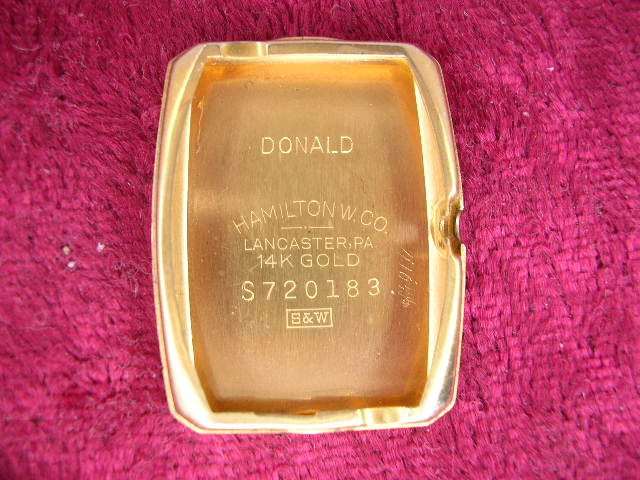 DONALD
HAMILTON W. CO.
LANCASTER, PA
14K GOLD
S720183
S&W